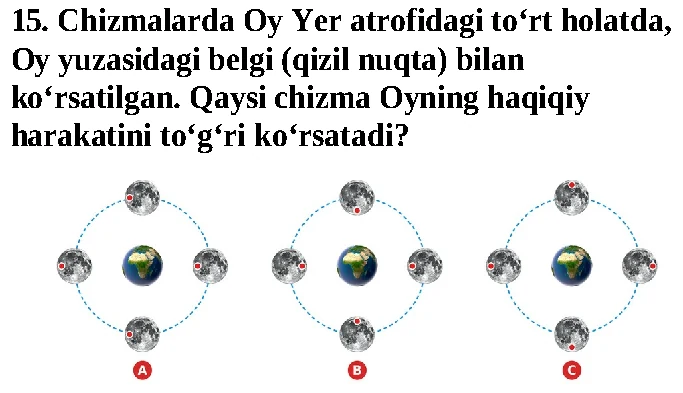 15. Chizmalarda Oy Yer atrofidagi to‘rt holatda,
Oy yuzasidagi belgi (qizil nuqta) bilan
ko‘rsatilgan. Qaysi chizma Oyning haqiqiy
harakatini to‘g‘ri ko‘rsatadi?
A B C